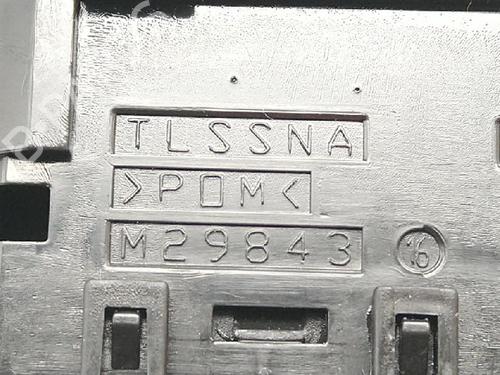 TLSSNA
>POM<
M29843
16